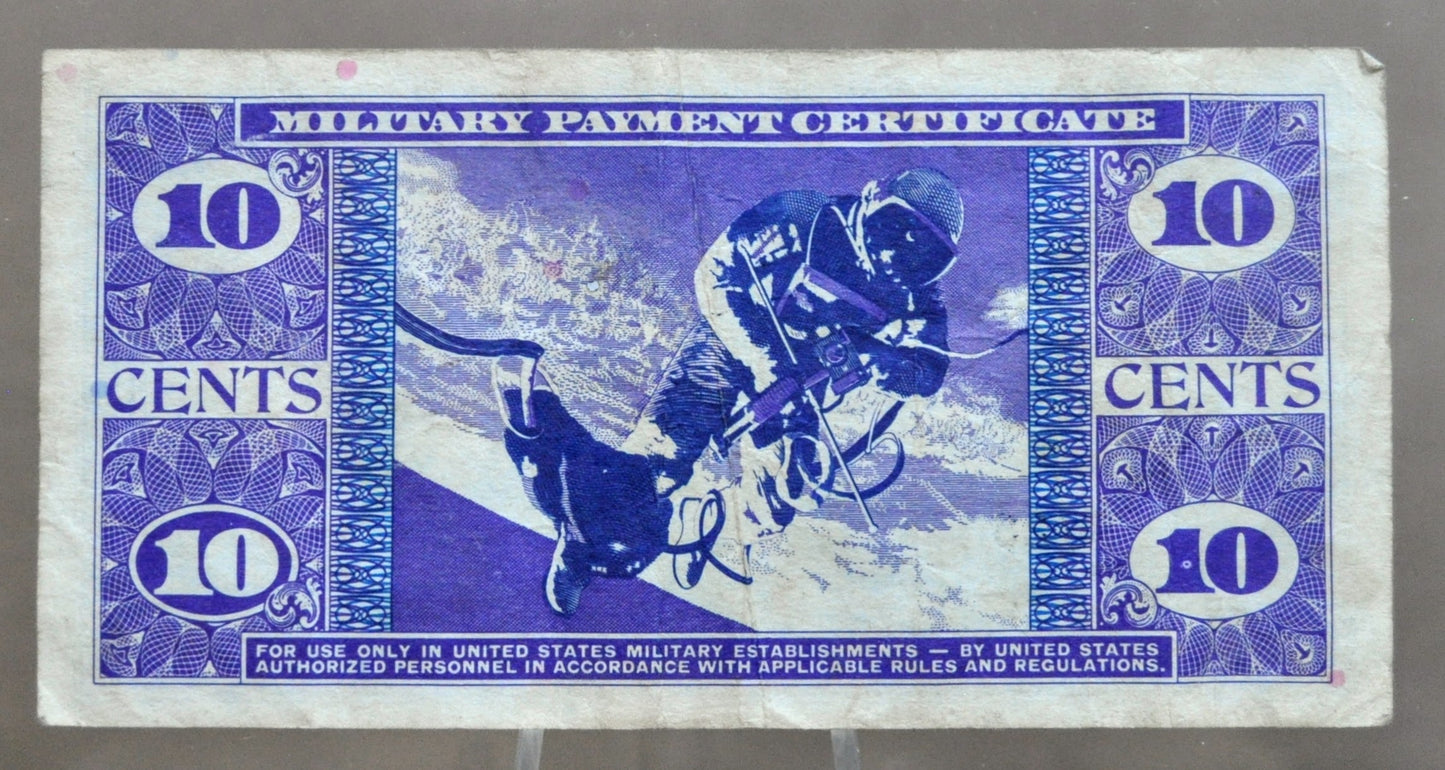 MILITARY PAYMENT CERTIFICATE
10 10
CENTS CENTS
10 10
FOR USE ONLY IN UNITED STATES MILITARY ESTABLISHMENTS — BY UNITED STATES
AUTHORIZED PERSONNEL IN ACCORDANCE WITH APPLICABLE RULES AND REGULATIONS.